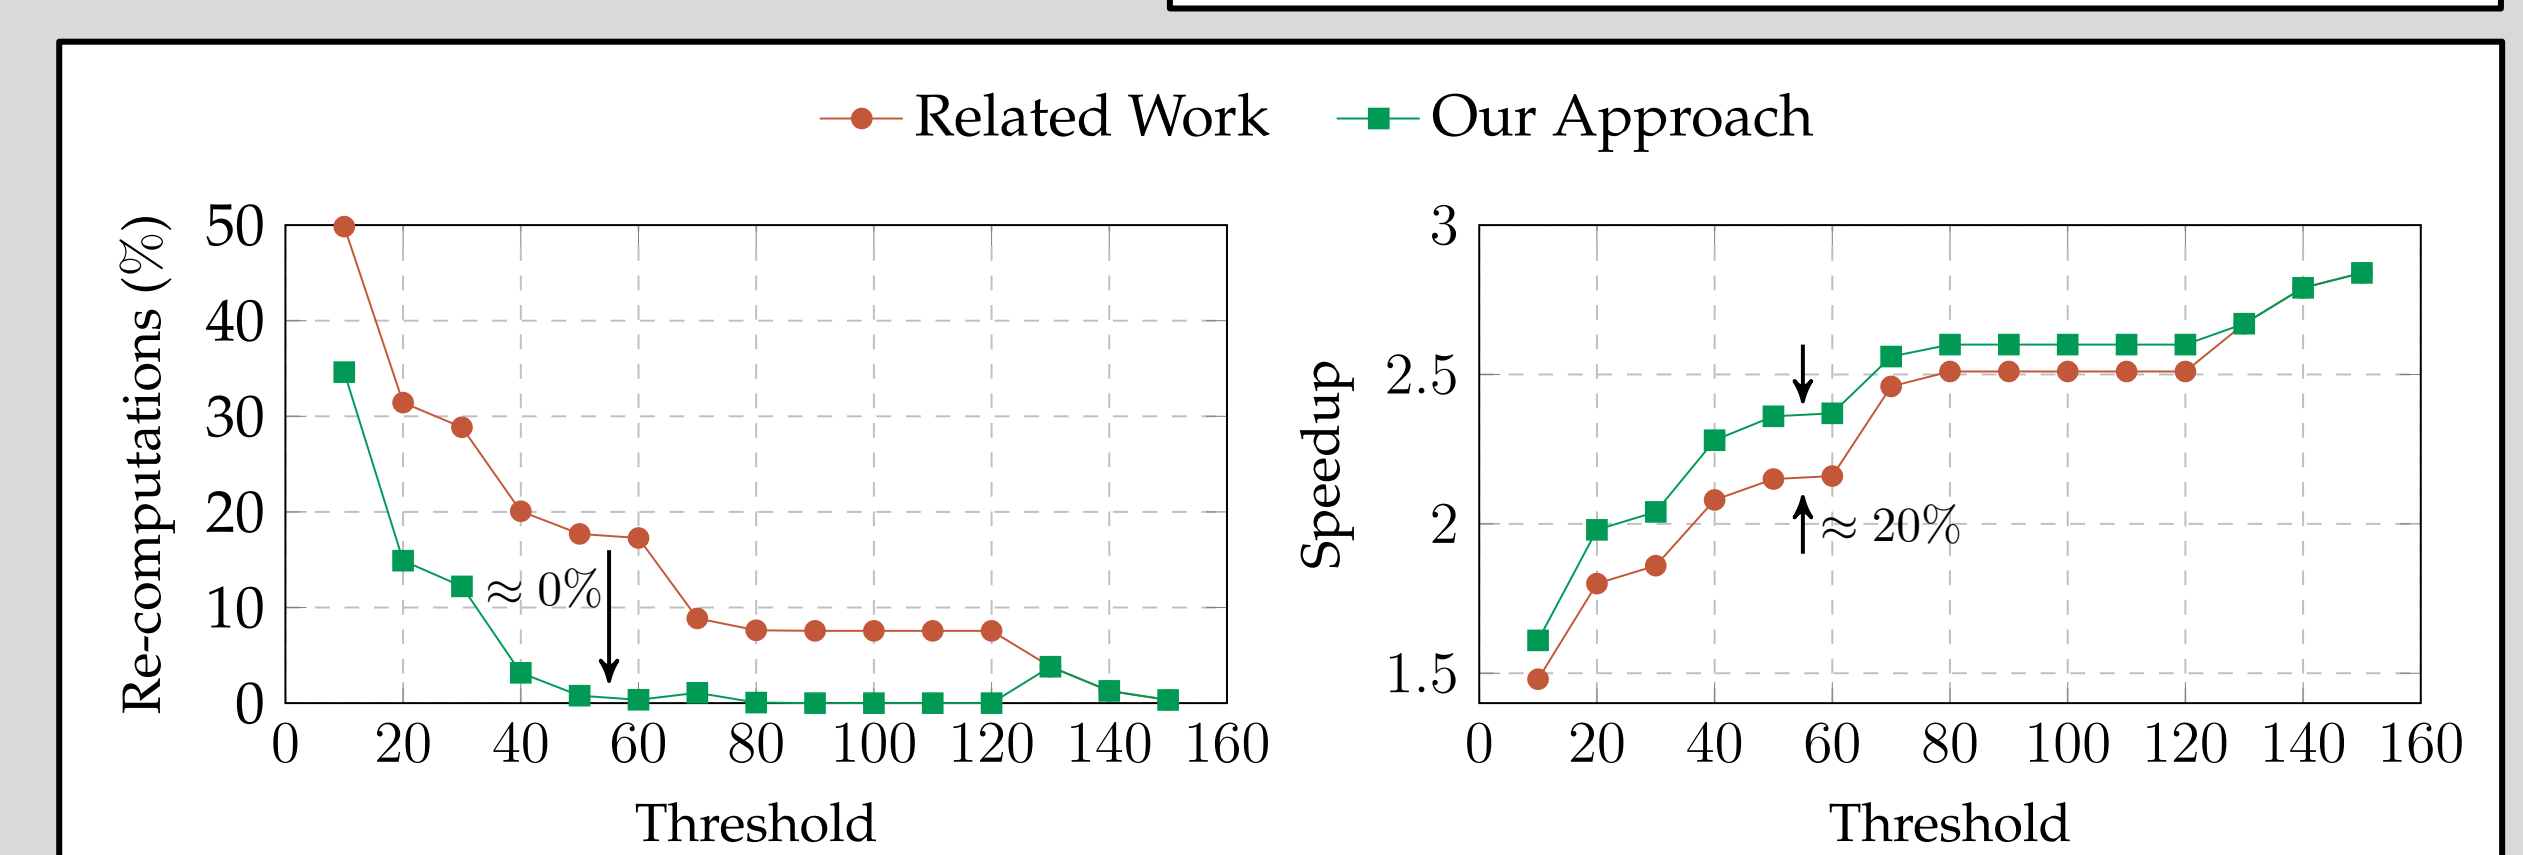 Related Work
Our Approach
Re-computations (%)
50
40
30
20
10
0
≈ 0%
0 20 40 60 80 100 120 140 160
Threshold
Speedup
3
2.5
2
1.5
≈ 20%
0 20 40 60 80 100 120 140 160
Threshold